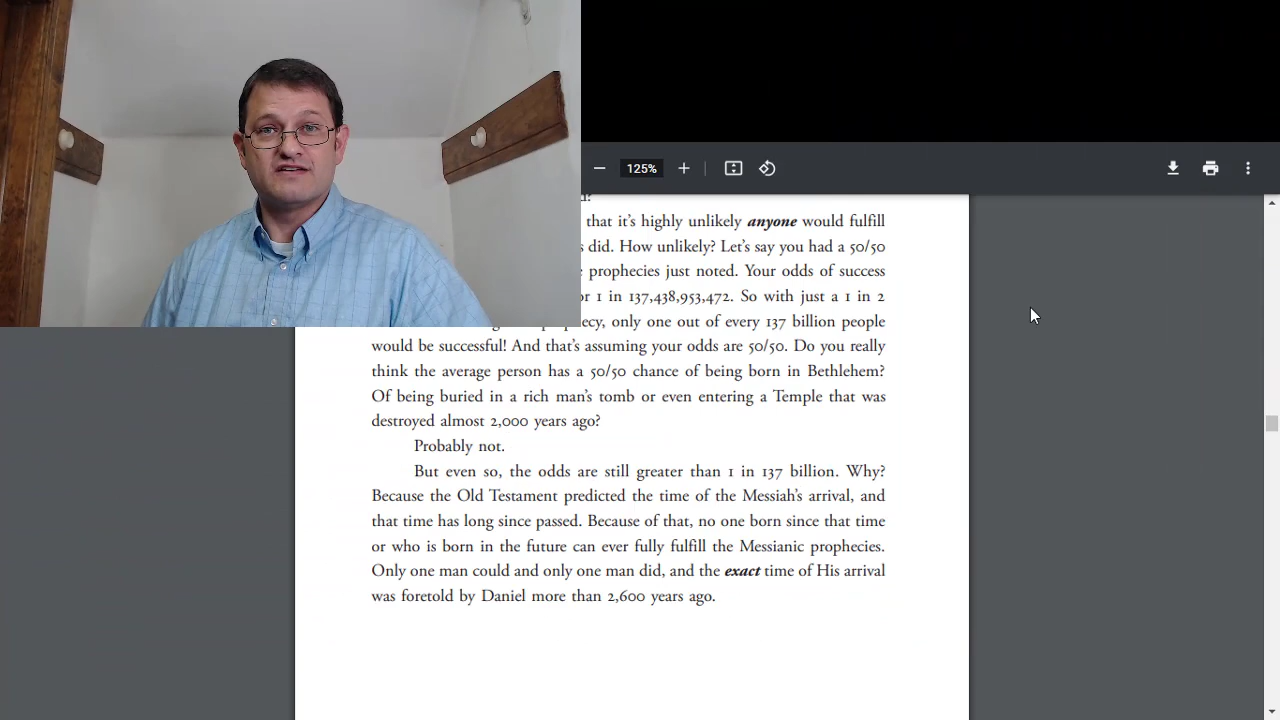 125%
that it's highly unlikely anyone would fulfill
did. How unlikely? Let's say you had a 50/50
prophecies just noted. Your odds of success
or 1 in 137,438,953,472. So with just a 1 in 2
only one out of every 137 billion people
would be successful! And that's assuming your odds are 50/50. Do you really
think the average person has a 50/50 chance of being born in Bethlehem?
Of being buried in a rich man's tomb or even entering a Temple that was
destroyed almost 2,000 years ago?
Probably not.
But even so, the odds are still greater than 1 in 137 billion. Why?
Because the Old Testament predicted the time of the Messiah's arrival, and
that time has long since passed. Because of that, no one born since that time
or who is born in the future can ever fully fulfill the Messianic prophecies.
Only one man could and only one man did, and the exact time of His arrival
was foretold by Daniel more than 2,600 years ago.